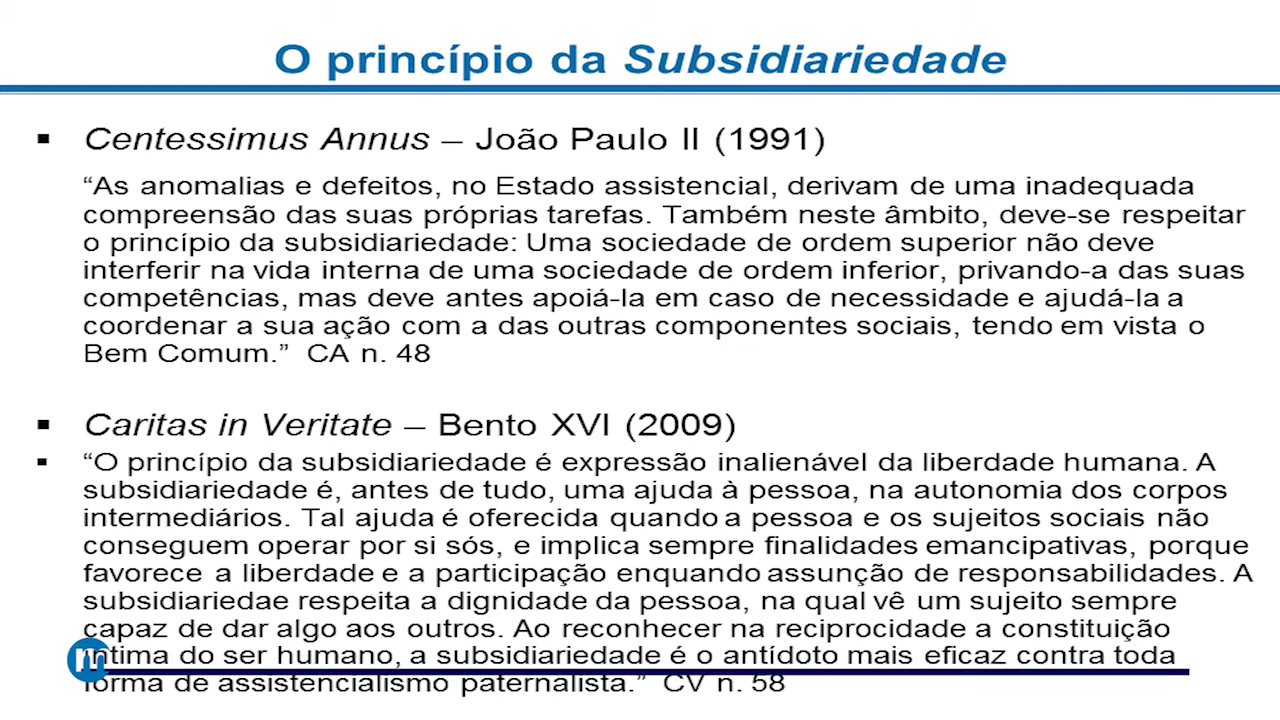 O princípio da Subsidiariedade
▪ Centessimus Annus – João Paulo II (1991)
“As anomalias e defeitos, no Estado assistencial, derivam de uma inadequada
compreensão das suas próprias tarefas. Também neste âmbito, deve-se respeitar
o princípio da subsidiariedade: Uma sociedade de ordem superior não deve
interferir na vida interna de uma sociedade de ordem inferior, privando-a das suas
competências, mas deve antes apoiá-la em caso de necessidade e ajudá-la a
coordenar a sua ação com a das outras componentes sociais, tendo em vista o
Bem Comum.” CA n. 48
▪ Caritas in Veritate – Bento XVI (2009)
▪ “O princípio da subsidiariedade é expressão inalienável da liberdade humana. A
subsidiariedade é, antes de tudo, uma ajuda à pessoa, na autonomia dos corpos
intermediários. Tal ajuda é oferecida quando a pessoa e os sujeitos sociais não
conseguem operar por si sós, e implica sempre finalidades emancipativas, porque
favorece a liberdade e a participação enquando assunção de responsabilidades. A
subsidiariedae respeita a dignidade da pessoa, na qual vê um sujeito sempre
capaz de dar algo aos outros. Ao reconhecer na reciprocidade a constituição
íntima do ser humano, a subsidiariedade é o antídoto mais eficaz contra toda
forma de assistencialismo paternalista.” CV n. 58
m